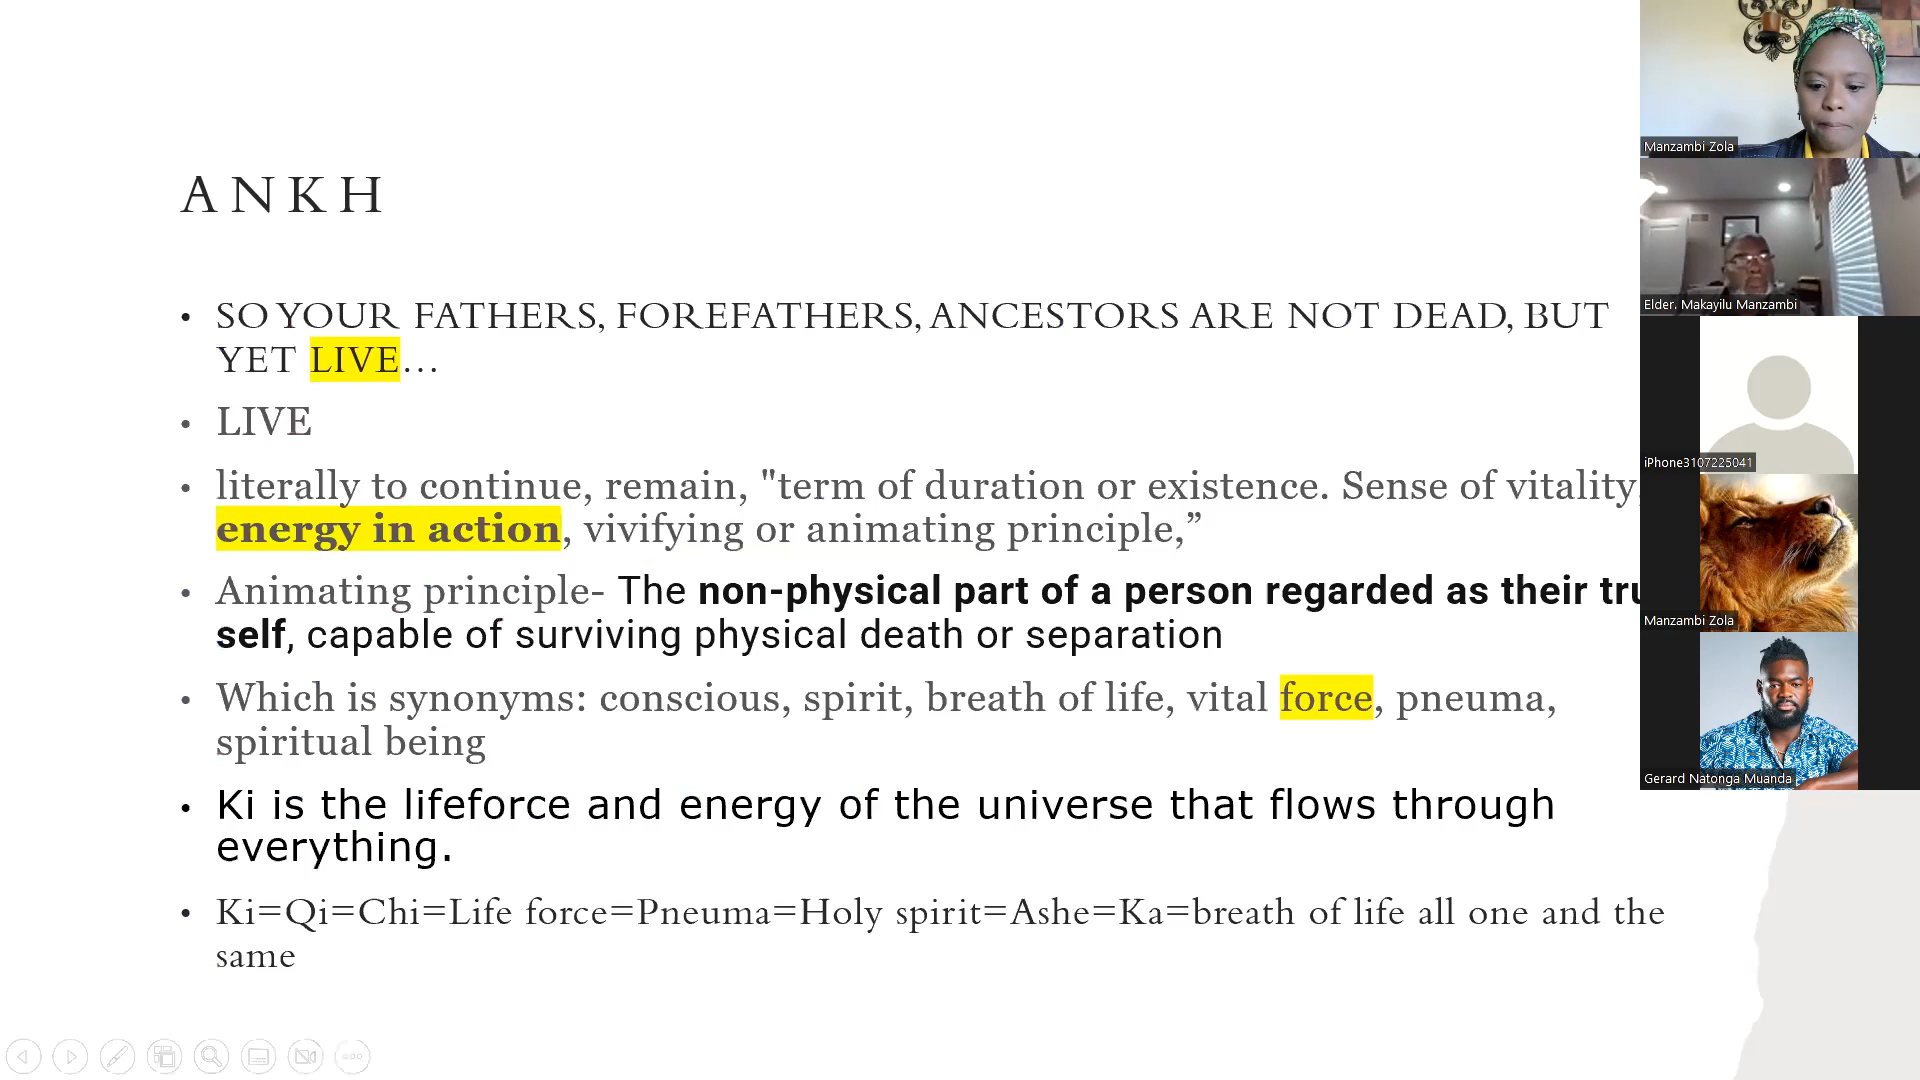 ANKH
• SO YOUR FATHERS, FOREFATHERS, ANCESTORS ARE NOT DEAD, BUT
YET LIVE…
• LIVE
• literally to continue, remain, "term of duration or existence. Sense of vitality,
energy in action, vivifying or animating principle,”
• Animating principle- The non-physical part of a person regarded as their tru
self, capable of surviving physical death or separation
• Which is synonyms: conscious, spirit, breath of life, vital force, pneuma,
spiritual being
• Ki is the lifeforce and energy of the universe that flows through
everything.
• Ki=Qi=Chi=Life force=Pneuma=Holy spirit=Ashe=Ka=breath of life all one and the
same
Manzambi Zola
Elder. Makayilu Manzambi
iPhone3107225041
Manzambi Zola
Gerard Natonga Muanda